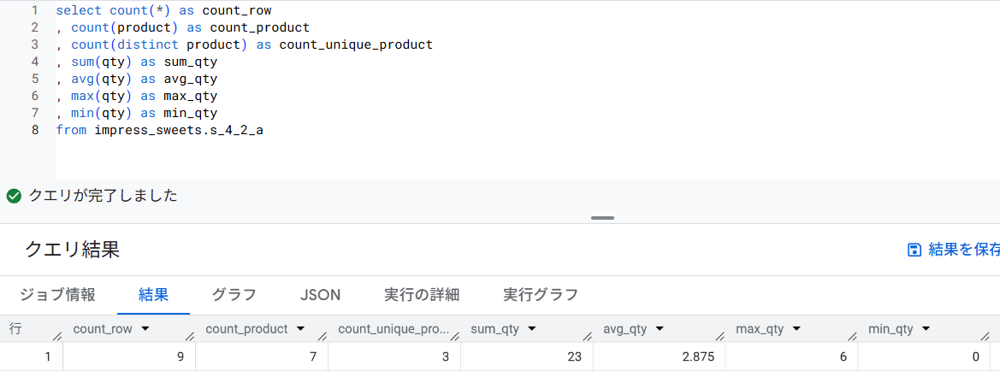 1 select count(*) as count_row
2 , count(product) as count_product
3 , count(distinct product) as count_unique_product
4 , sum(qty) as sum_qty
5 , avg(qty) as avg_qty
6 , max(qty) as max_qty
7 , min(qty) as min_qty
8 from impress_sweets.s_4_2_a
クエリが完了しました
クエリ結果 結果を保存
ジョブ情報 結果 グラフ JSON 実行の詳細 実行グラフ
行 count_row count_product count_unique_pro... sum_qty avg_qty max_qty min_qty
1 9 7 3 23 2.875 6 0